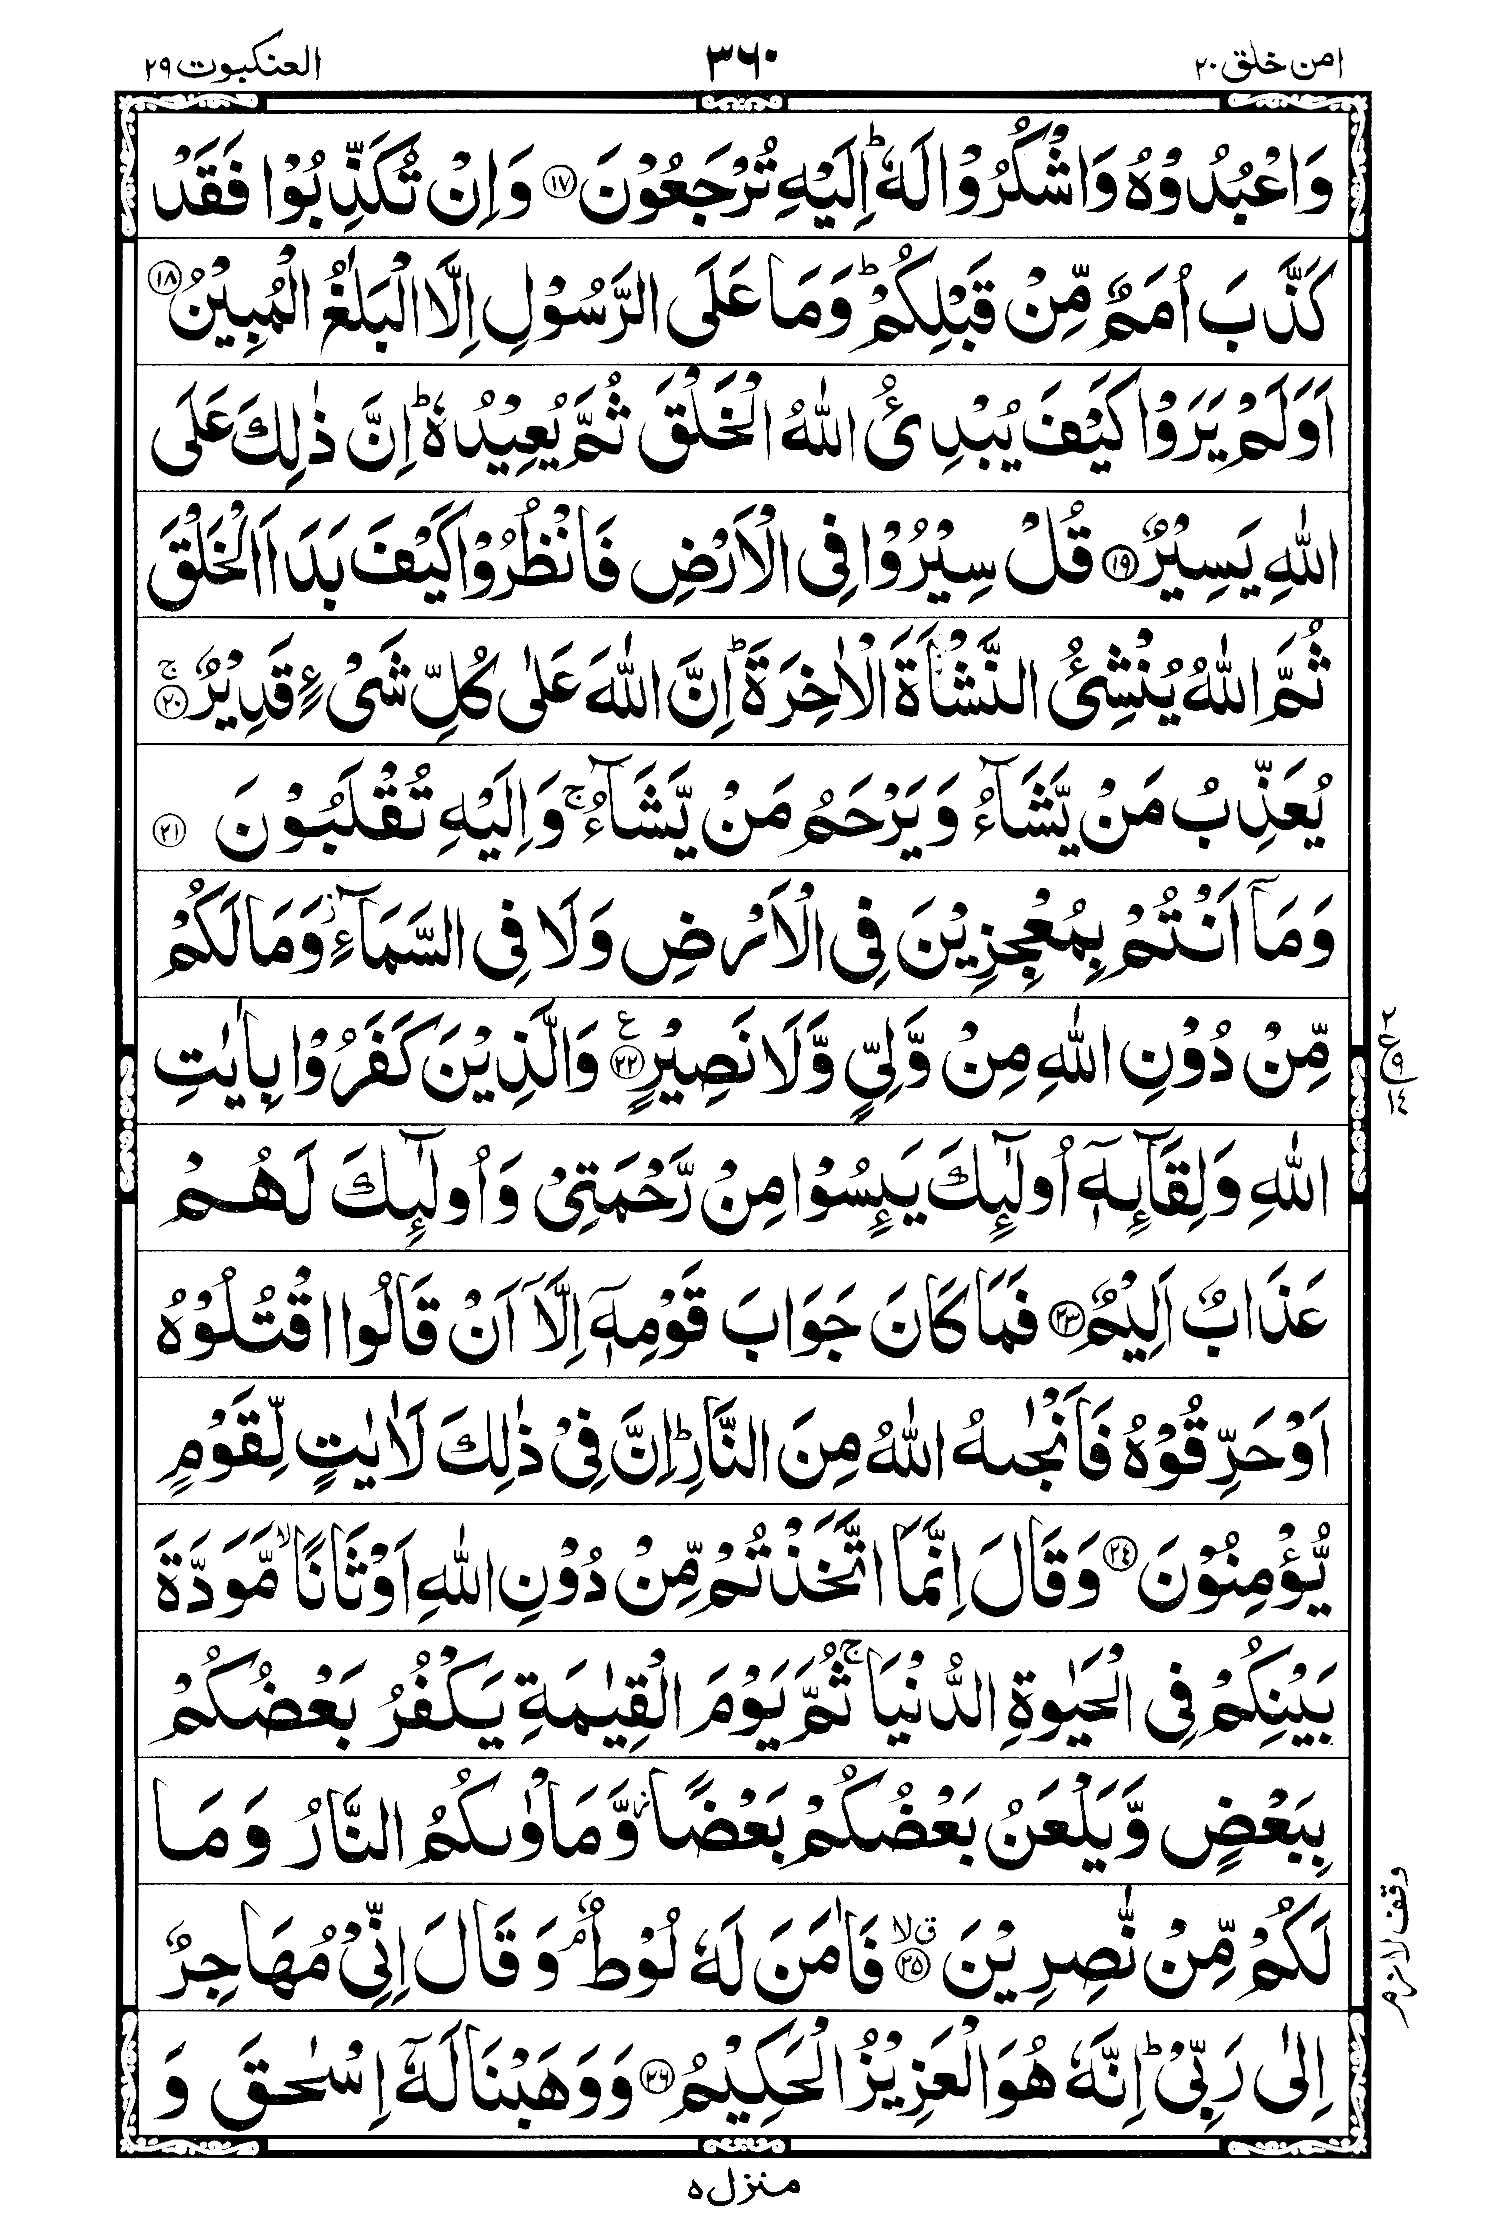 امن خلق ٢٠
٣٦٠
العنكبوت ٢٩
وَاعْبُدُوْهُ وَاشْكُرُوْا لَهٗ ؕ اِلَيْهِ تُرْجَعُوْنَ ﴿١٧﴾ وَاِنْ تُكَذِّبُوْا فَقَدْ
كَذَّبَ اُمَمٌ مِّنْ قَبْلِكُمْ ؕ وَمَا عَلَى الرَّسُوْلِ اِلَّا الْبَلٰغُ الْمُبِيْنُ ﴿١٨﴾
اَوَلَمْ يَرَوْا كَيْفَ يُبْدِئُ اللّٰهُ الْخَلْقَ ثُمَّ يُعِيْدُهٗ ؕ اِنَّ ذٰلِكَ عَلَى
اللّٰهِ يَسِيْرٌ ﴿١٩﴾ قُلْ سِيْرُوْا فِى الْاَرْضِ فَانْظُرُوْا كَيْفَ بَدَاَ الْخَلْقَ
ثُمَّ اللّٰهُ يُنْشِئُ النَّشْاَةَ الْاٰخِرَةَ ؕ اِنَّ اللّٰهَ عَلٰى كُلِّ شَىْءٍ قَدِيْرٌ ۚ﴿٢٠﴾
يُعَذِّبُ مَنْ يَّشَآءُ وَيَرْحَمُ مَنْ يَّشَآءُ ۚ وَاِلَيْهِ تُقْلَبُوْنَ ﴿٢١﴾
وَمَاۤ اَنْتُمْ بِمُعْجِزِيْنَ فِى الْاَرْضِ وَلَا فِى السَّمَآءِ ز وَمَا لَكُمْ
مِّنْ دُوْنِ اللّٰهِ مِنْ وَّلِىٍّ وَّلَا نَصِيْرٍ ﴿٢٢﴾ ع وَالَّذِيْنَ كَفَرُوْا بِاٰيٰتِ
٢ ع ٩ ١٤
اللّٰهِ وَلِقَآئِهٖۤ اُولٰٓئِكَ يَئِسُوْا مِنْ رَّحْمَتِىْ وَاُولٰٓئِكَ لَهُمْ
عَذَابٌ اَلِيْمٌ ﴿٢٣﴾ فَمَا كَانَ جَوَابَ قَوْمِهٖۤ اِلَّاۤ اَنْ قَالُوا اقْتُلُوْهُ
اَوْ حَرِّقُوْهُ فَاَنْجٰىهُ اللّٰهُ مِنَ النَّارِ ؕ اِنَّ فِىْ ذٰلِكَ لَاٰيٰتٍ لِّقَوْمٍ
يُّؤْمِنُوْنَ ﴿٢٤﴾ وَقَالَ اِنَّمَا اتَّخَذْتُمْ مِّنْ دُوْنِ اللّٰهِ اَوْثَانًا ۙ مَّوَدَّةَ
بَيْنِكُمْ فِى الْحَيٰوةِ الدُّنْيَا ۚ ثُمَّ يَوْمَ الْقِيٰمَةِ يَكْفُرُ بَعْضُكُمْ
بِبَعْضٍ وَّيَلْعَنُ بَعْضُكُمْ بَعْضًا ز وَّمَاْوٰىكُمُ النَّارُ وَمَا
لَكُمْ مِّنْ نّٰصِرِيْنَ ﴿٢٥﴾ ق لا فَاٰمَنَ لَهٗ لُوْطٌ ۘ وَقَالَ اِنِّىْ مُهَاجِرٌ
وقف لازم
اِلٰى رَبِّىْ ؕ اِنَّهٗ هُوَ الْعَزِيْزُ الْحَكِيْمُ ﴿٢٦﴾ وَوَهَبْنَا لَهٗۤ اِسْحٰقَ وَ
منزل ٥